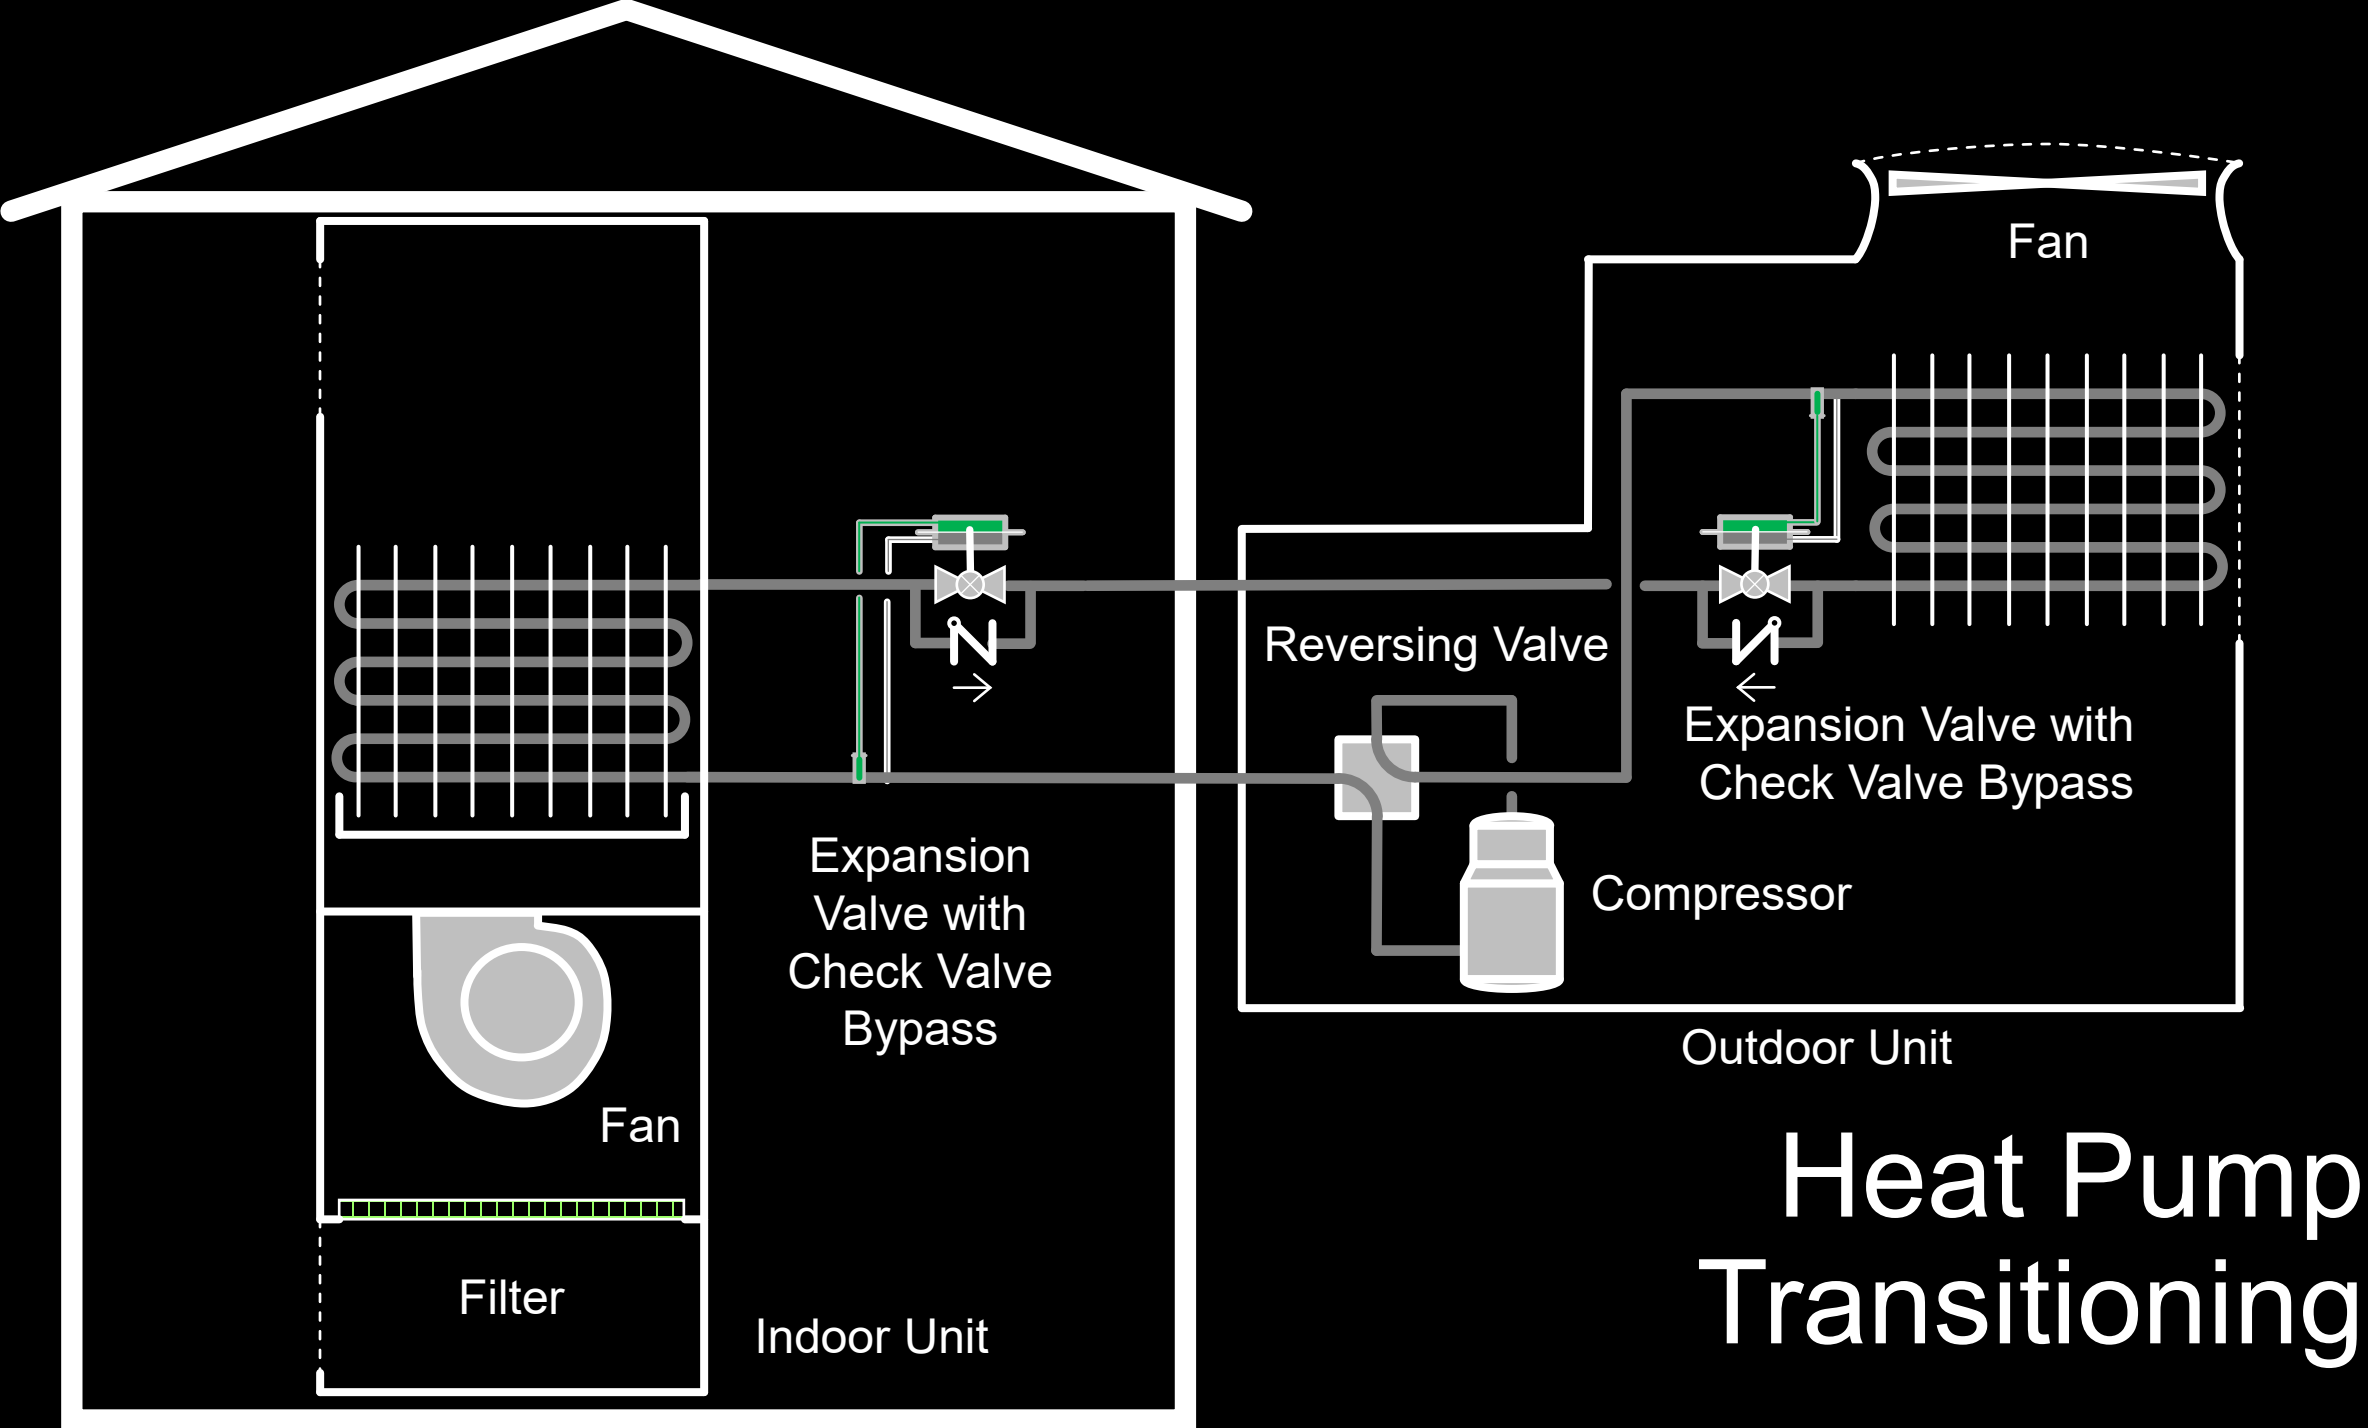 Fan
Reversing Valve
Expansion Valve with
Check Valve Bypass
Expansion
Valve with
Check Valve
Bypass
Compressor
Outdoor Unit
Fan
Filter
Indoor Unit
Heat Pump
Transitioning